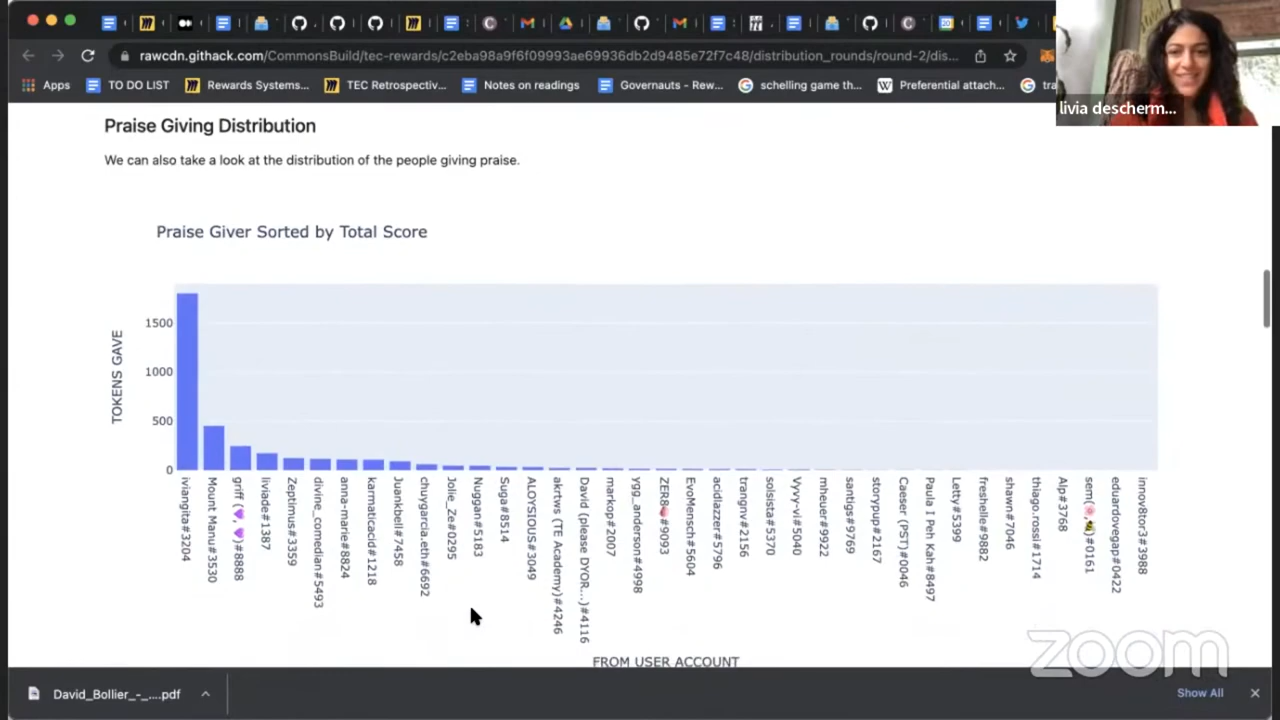 rawcdn.githack.com/CommonsBuild/tec-rewards/c2eea98a9f6f09993ae69936db2d9485e72f7c48/distribution_rounds/round-2/dis...
Apps
TO DO LIST
Rewards Systems...
TEC Retrospectiv...
Notes on readings
Governauts - Rew...
schelling game th...
Preferential attach...
livia descherm...
Praise Giving Distribution
We can also take a look at the distribution of the people giving praise.
Praise Giver Sorted by Total Score
TOKENS GAVE
1500
1000
500
0
iviangita#3204
Mount Manu#3530
griff (💜, 💜)#8888
liviade#1387
Zeptimus#3359
divine_comedian#5493
anna-marie#8824
karmaticacid#1218
Juankbell#7458
chuygarcia.eth#6692
Jolie_Ze#0295
Nuggan#5183
Suga#8514
ALOYSIOUS#3049
akrtws (TE Academy)#4246
David (please DYOR...)#4116
markop#2007
ygg_anderson#4998
ZER8#9093
EvoMensch#5604
acidlazzer#5796
trangnv#2156
solsista#5370
Vyvy-vi#5040
mheuer#9922
santigs#9769
storypup#2167
Caeser (PST)#0046
Paula I Peh Kah#8497
Letty#5399
freshelle#9882
shawn#7046
thiago.rossi#1714
Alp#3768
sem(🌸,🐝)#0161
eduardovegap#0422
innov8tor3#3988
FROM USER ACCOUNT
zoom
David_Bollier_-_....pdf
Show All